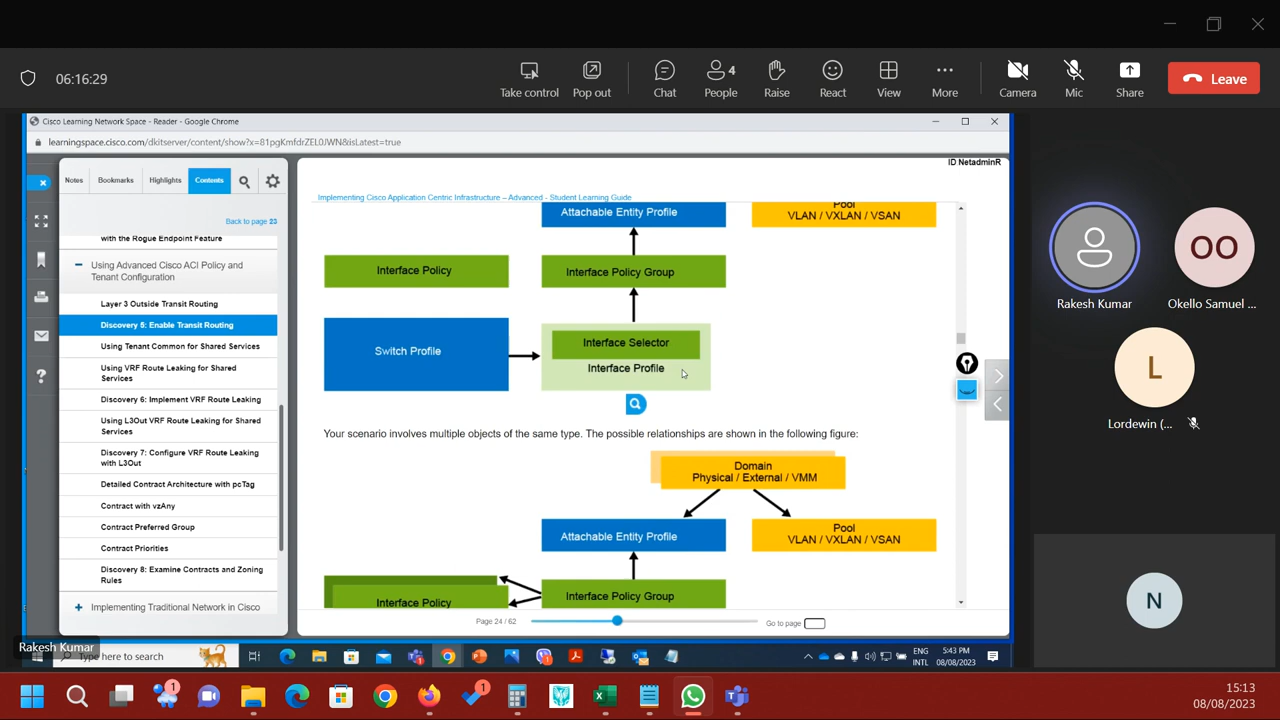 06:16:29
Take control
Pop out
Chat
4
People
Raise
React
View
More
Camera
Mic
Share
Leave
Cisco Learning Network Space - Reader - Google Chrome
learningspace.cisco.com/dkitserver/content/show?x=81pgKmfdrZEL0JWN&isLatest=true
ID NetadminR
Notes
Bookmarks
Highlights
Contents
Back to page 23
with the Rogue Endpoint Feature
Using Advanced Cisco ACI Policy and
Tenant Configuration
Layer 3 Outside Transit Routing
Discovery 5: Enable Transit Routing
Using Tenant Common for Shared Services
Using VRF Route Leaking for Shared
Services
Discovery 6: Implement VRF Route Leaking
Using L3Out VRF Route Leaking for Shared
Services
Discovery 7: Configure VRF Route Leaking
with L3Out
Detailed Contract Architecture with pcTag
Contract with vzAny
Contract Preferred Group
Contract Priorities
Discovery 8: Examine Contracts and Zoning
Rules
Implementing Traditional Network in Cisco
Implementing Cisco Application Centric Infrastructure – Advanced - Student Learning Guide
Attachable Entity Profile
Pool
VLAN / VXLAN / VSAN
Interface Policy
Interface Policy Group
Switch Profile
Interface Selector
Interface Profile
Your scenario involves multiple objects of the same type. The possible relationships are shown in the following figure:
Domain
Physical / External / VMM
Attachable Entity Profile
Pool
VLAN / VXLAN / VSAN
Interface Policy
Interface Policy Group
Page 24 / 62
Go to page
Rakesh Kumar
Type here to search
ENG
INTL
5:43 PM
08/08/2023
Rakesh Kumar
OO
Okello Samuel ...
L
Lordewin (...
N
1
1
15:13
08/08/2023